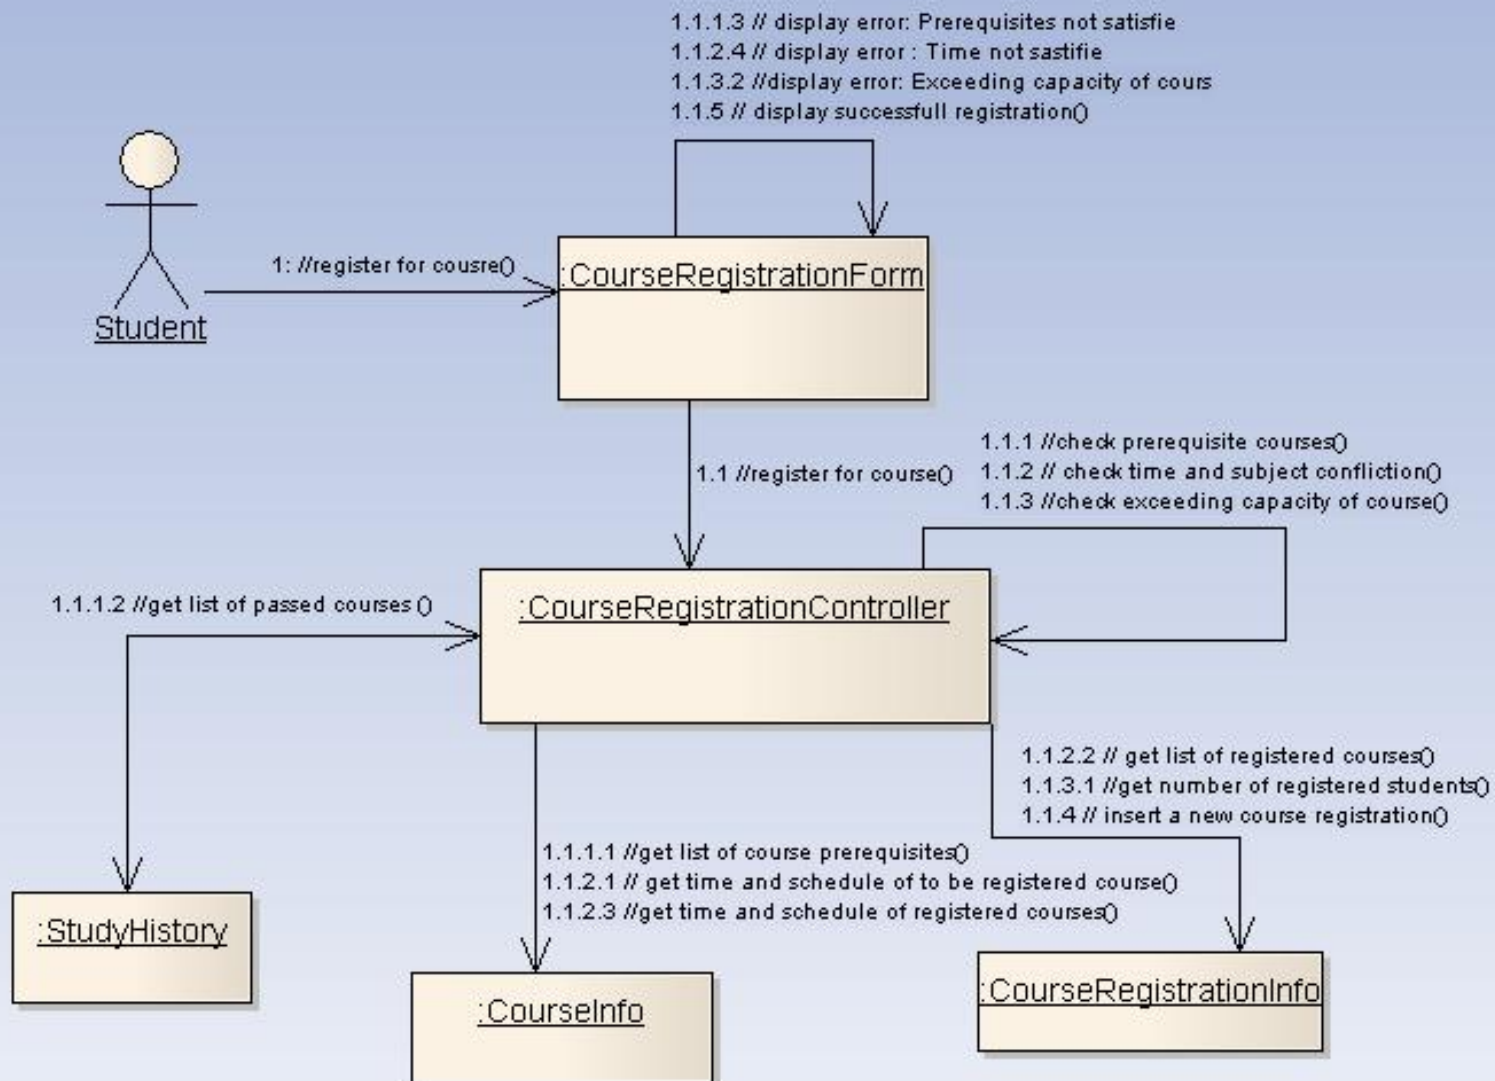 1.1.1.3 // display error: Prerequisites not satisfie
1.1.2.4 // display error : Time not sastifie
1.1.3.2 //display error: Exceeding capacity of cours
1.1.5 // display successfull registration()
1: //register for cousre()
:CourseRegistrationForm
Student
1.1 //register for course()
1.1.1 //check prerequisite courses()
1.1.2 // check time and subject confliction()
1.1.3 //check exceeding capacity of course()
1.1.1.2 //get list of passed courses ()
:CourseRegistrationController
1.1.2.2 // get list of registered courses()
1.1.3.1 //get number of registered students()
1.1.4 // insert a new course registration()
1.1.1.1 //get list of course prerequisites()
1.1.2.1 // get time and schedule of to be registered course()
1.1.2.3 //get time and schedule of registered courses()
:StudyHistory
:CourseInfo
:CourseRegistrationInfo